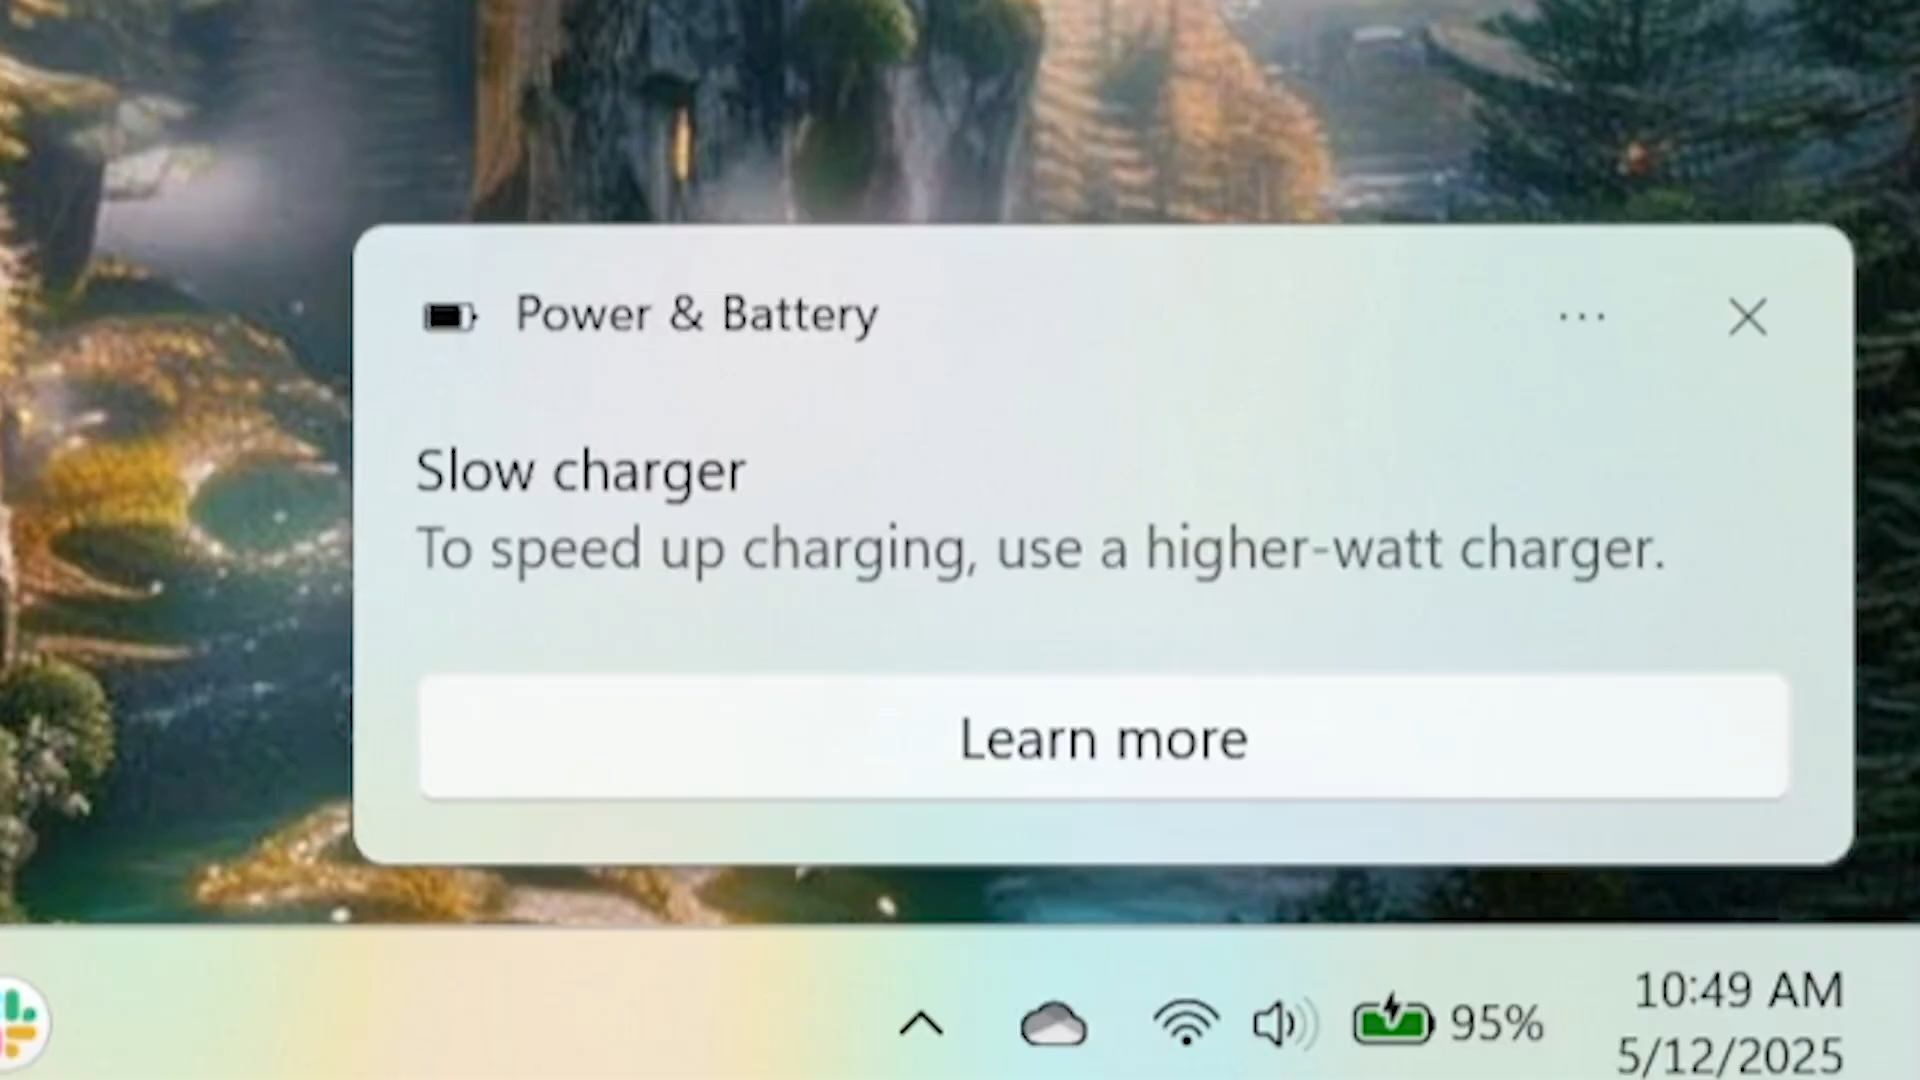 Power & Battery
Slow charger
To speed up charging, use a higher-watt charger.
Learn more
95%
10:49 AM
5/12/2025